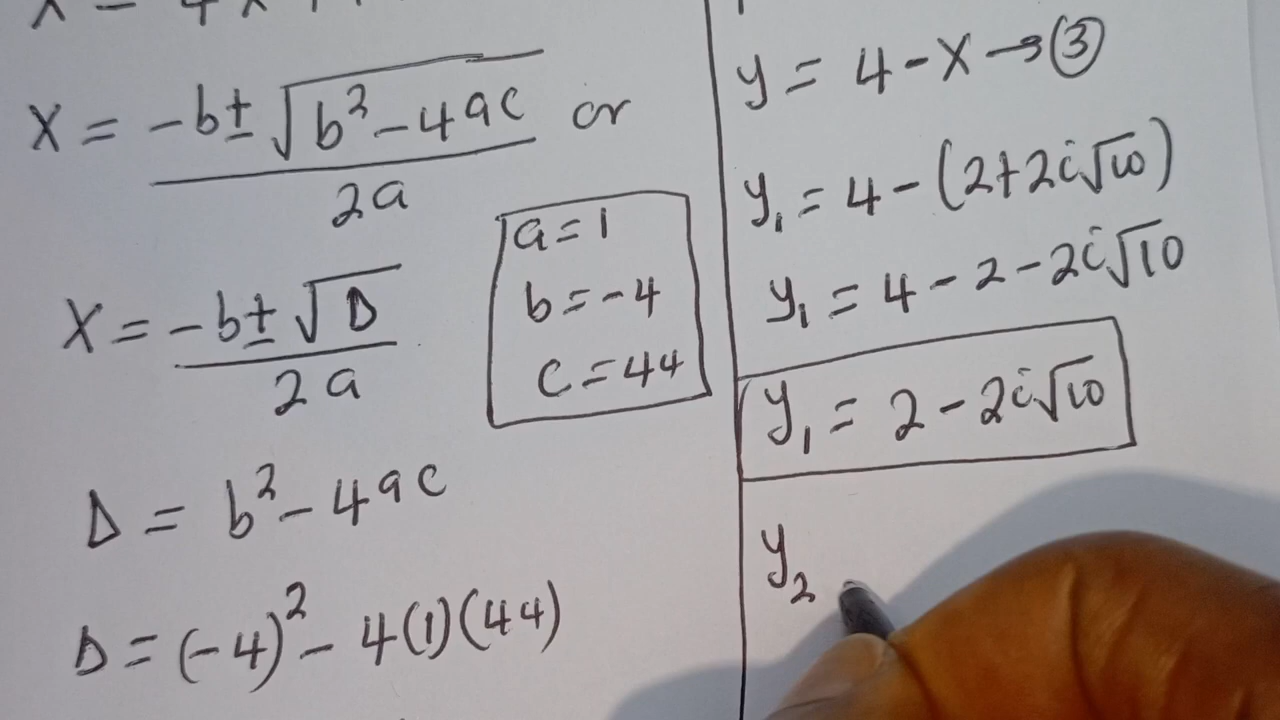 X = -b ± √(b² - 4ac) / 2a or
a = 1
b = -4
c = 44
X = -b ± √D / 2a
D = b² - 4ac
D = (-4)² - 4(1)(44)
y = 4 - x → ③
y₁ = 4 - (2 + 2i√10)
y₁ = 4 - 2 - 2i√10
y₁ = 2 - 2i√10
y₂